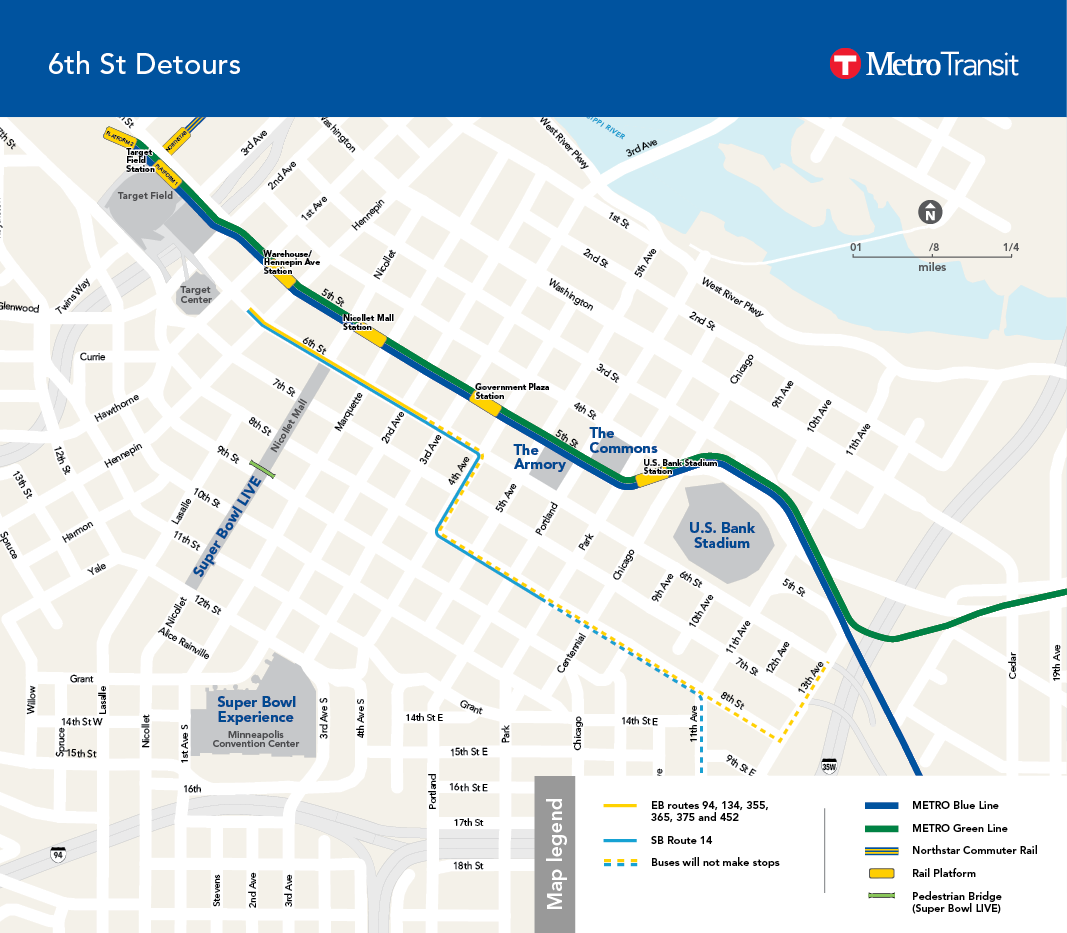 6th St Detours
T MetroTransit
7th St
h St
PLATFORM 2
NORTHSTAR
PLATFORM 1
Target
Field
Station
Target Field
3rd Ave
2nd Ave
1st Ave
Washington
Hennepin
Nicollet
West River Pkwy
IPPI RIVER
3rd Ave
1st St
2nd St
5th Ave
Washington
West River Pkwy
2nd St
N
01
/8
1/4
miles
Warehouse/
Hennepin Ave
Station
Target
Center
Twins Way
Glenwood
5th St
Nicollet Mall
Station
6th St
Currie
7th St
Hawthorne
Hennepin
8th St
9th St
Nicollet Mall
Marquette
2nd Ave
3rd Ave
4th Ave
Government Plaza
Station
3rd St
4th St
5th St
Chicago
9th Ave
10th Ave
11th Ave
The
Commons
The
Armory
U.S. Bank Stadium
Station
12th St
13th St
10th St
Lasalle
11th St
Super Bowl LIVE
Harmon
Spruce
Yale
5th Ave
Portland
Park
Chicago
U.S. Bank
Stadium
9th Ave
6th St
10th Ave
5th St
Nicollet
12th St
Alice Rainville
11th Ave
7th St
12th Ave
13th Ave
Centennial
Cedar
19th Ave
Grant
Willow
Lasalle
Super Bowl
Experience
Minneapolis
Convention Center
3rd Ave S
4th Ave S
14th St W
Spruce
15th St
Nicollet
1st Ave S
14th St E
Grant
Park
Chicago
14th St E
11th Ave
8th St
15th St E
9th St E
ve
35W
16th
Portland
16th St E
17th St
18th St
94
Stevens
2nd Ave
3rd Ave
Map legend
EB routes 94, 134, 355,
365, 375 and 452
SB Route 14
Buses will not make stops
METRO Blue Line
METRO Green Line
Northstar Commuter Rail
Rail Platform
Pedestrian Bridge
(Super Bowl LIVE)